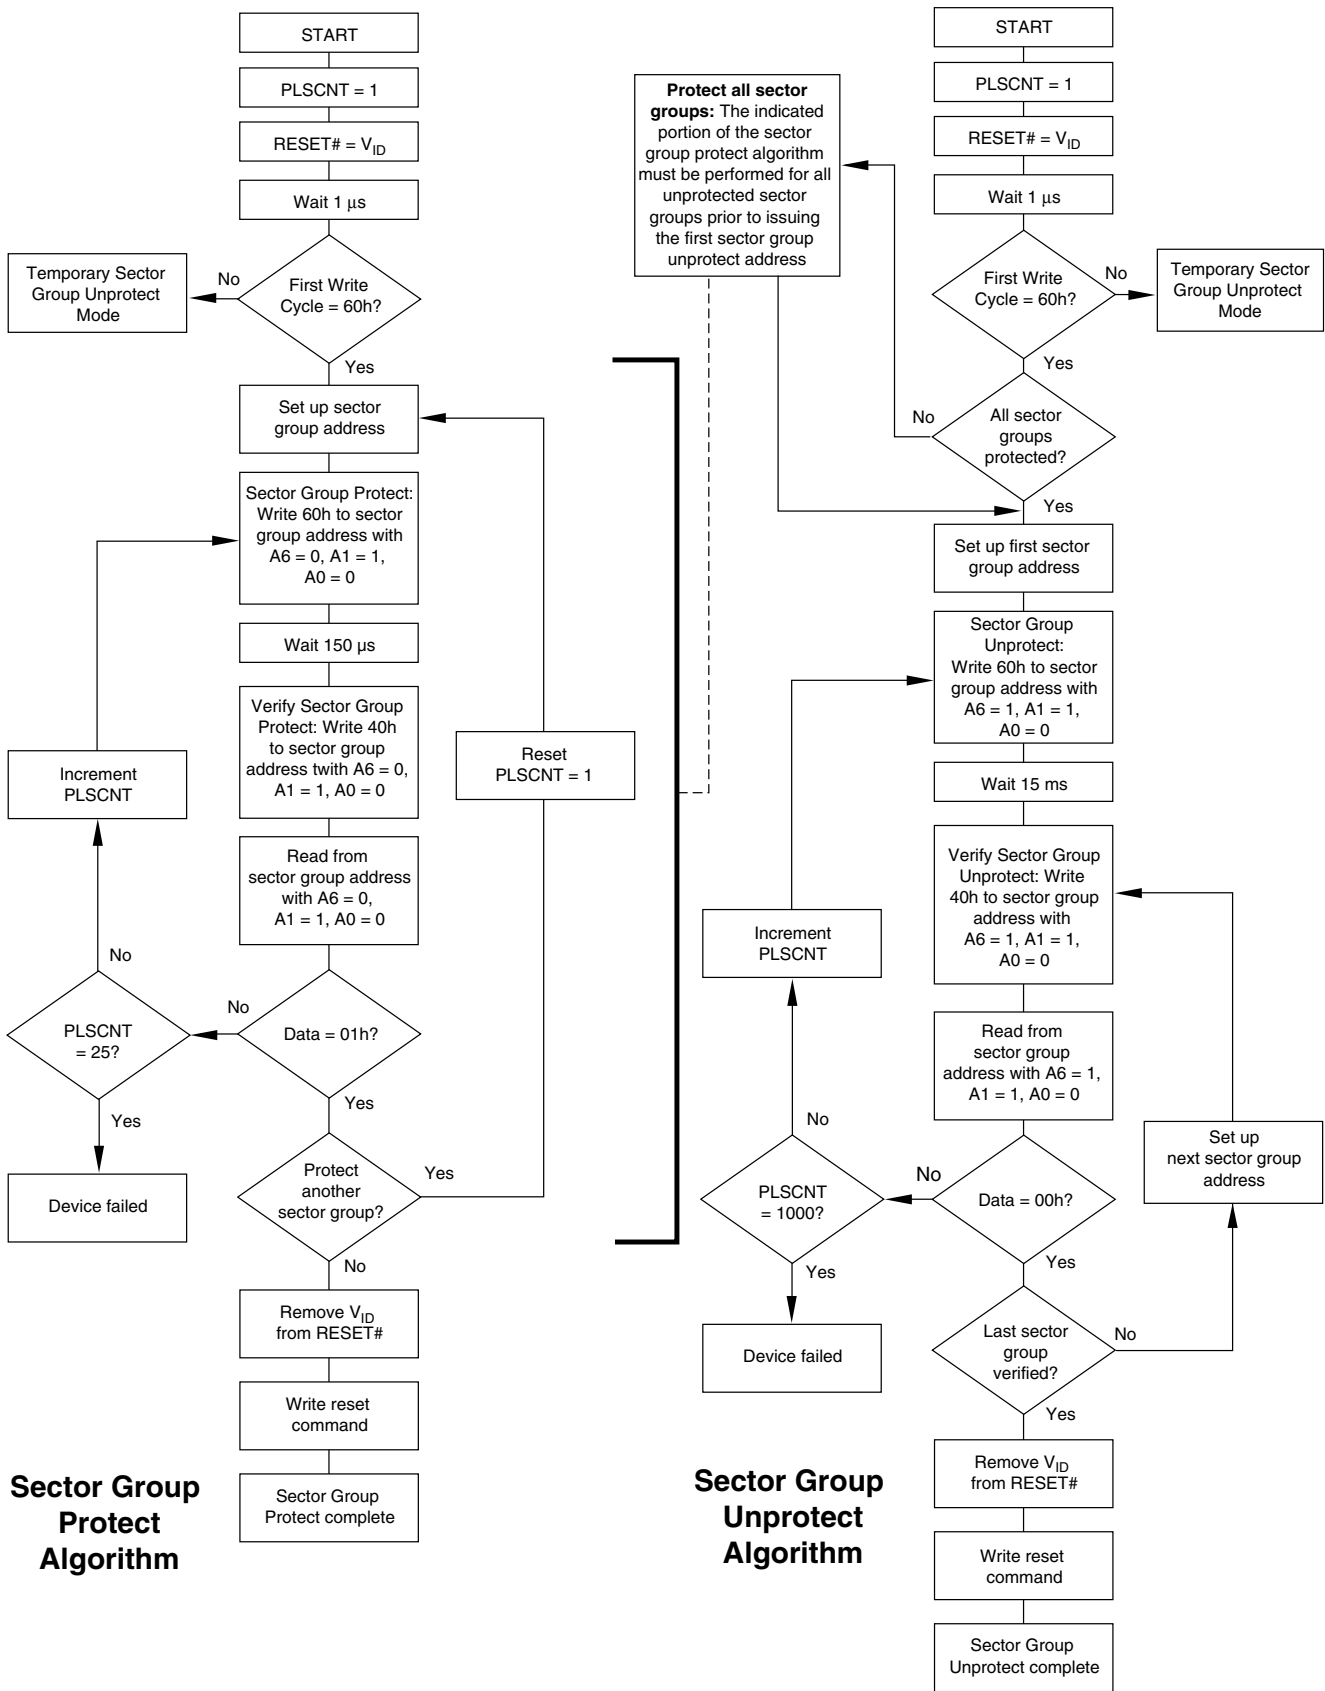 START
PLSCNT = 1
RESET# = VID
Wait 1 μs
First Write
Cycle = 60h?
No
Temporary Sector
Group Unprotect
Mode
Yes
Set up sector
group address
Sector Group Protect:
Write 60h to sector
group address with
A6 = 0, A1 = 1,
A0 = 0
Wait 150 µs
Verify Sector Group
Protect: Write 40h
to sector group
address twith A6 = 0,
A1 = 1, A0 = 0
Reset
PLSCNT = 1
Increment
PLSCNT
Read from
sector group address
with A6 = 0,
A1 = 1, A0 = 0
No
No
Data = 01h?
PLSCNT
= 25?
Yes
Yes
Device failed
Protect
another
sector group?
Yes
No
Remove VID
from RESET#
Write reset
command
Sector Group
Protect complete
Sector Group
Protect
Algorithm
Protect all sector
groups: The indicated
portion of the sector
group protect algorithm
must be performed for all
unprotected sector
groups prior to issuing
the first sector group
unprotect address
START
PLSCNT = 1
RESET# = VID
Wait 1 μs
First Write
Cycle = 60h?
No
Temporary Sector
Group Unprotect
Mode
Yes
No
All sector
groups
protected?
Yes
Set up first sector
group address
Sector Group
Unprotect:
Write 60h to sector
group address with
A6 = 1, A1 = 1,
A0 = 0
Wait 15 ms
Verify Sector Group
Unprotect: Write
40h to sector group
address with
A6 = 1, A1 = 1,
A0 = 0
Increment
PLSCNT
Read from
sector group
address with A6 = 1,
A1 = 1, A0 = 0
No
Set up
next sector group
address
No
Data = 00h?
PLSCNT
= 1000?
Yes
Yes
Device failed
Last sector
group
verified?
No
Yes
Remove VID
from RESET#
Write reset
command
Sector Group
Unprotect complete
Sector Group
Unprotect
Algorithm